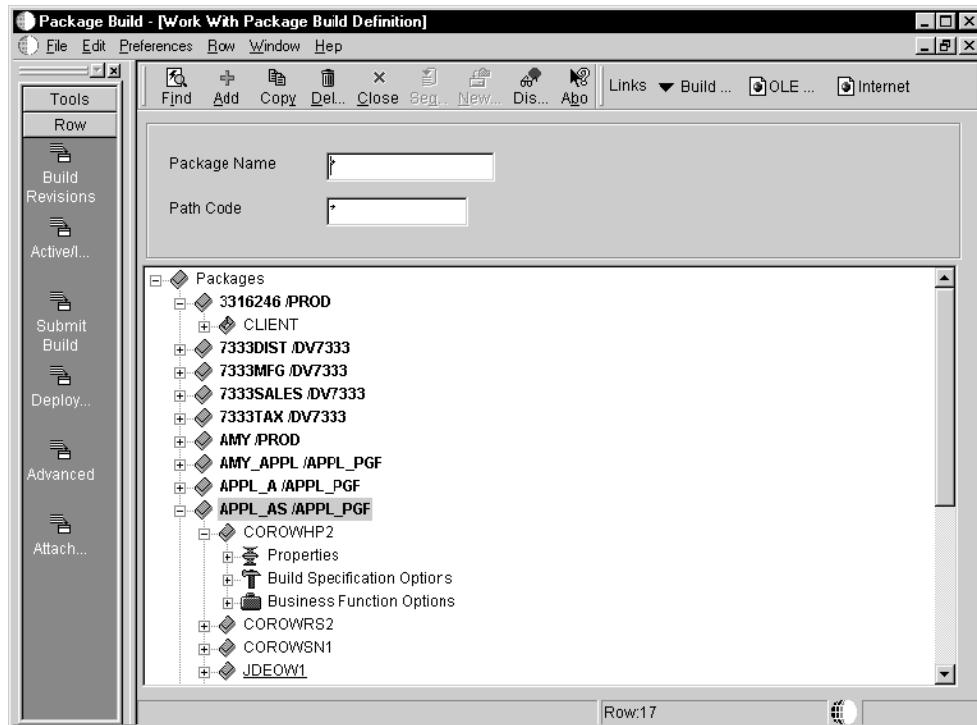 Package Build - [Work With Package Build Definition]
File Edit Preferences Row Window Help
Tools
Row
Build Revisions
Active/I...
Submit Build
Deploy...
Advanced
Attach...
Find Add Copy Del... Close Seq... New... Dis... Abo Links Build ... OLE ... Internet
Package Name *
Path Code *
Packages
3316246 /PROD
CLIENT
7333DIST /DV7333
7333MFG /DV7333
7333SALES /DV7333
7333TAX /DV7333
AMY /PROD
AMY_APPL /APPL_PGF
APPL_A /APPL_PGF
APPL_AS /APPL_PGF
COROWHP2
Properties
Build Specification Options
Business Function Options
COROWRS2
COROWSN1
JDEOW1
Row:17